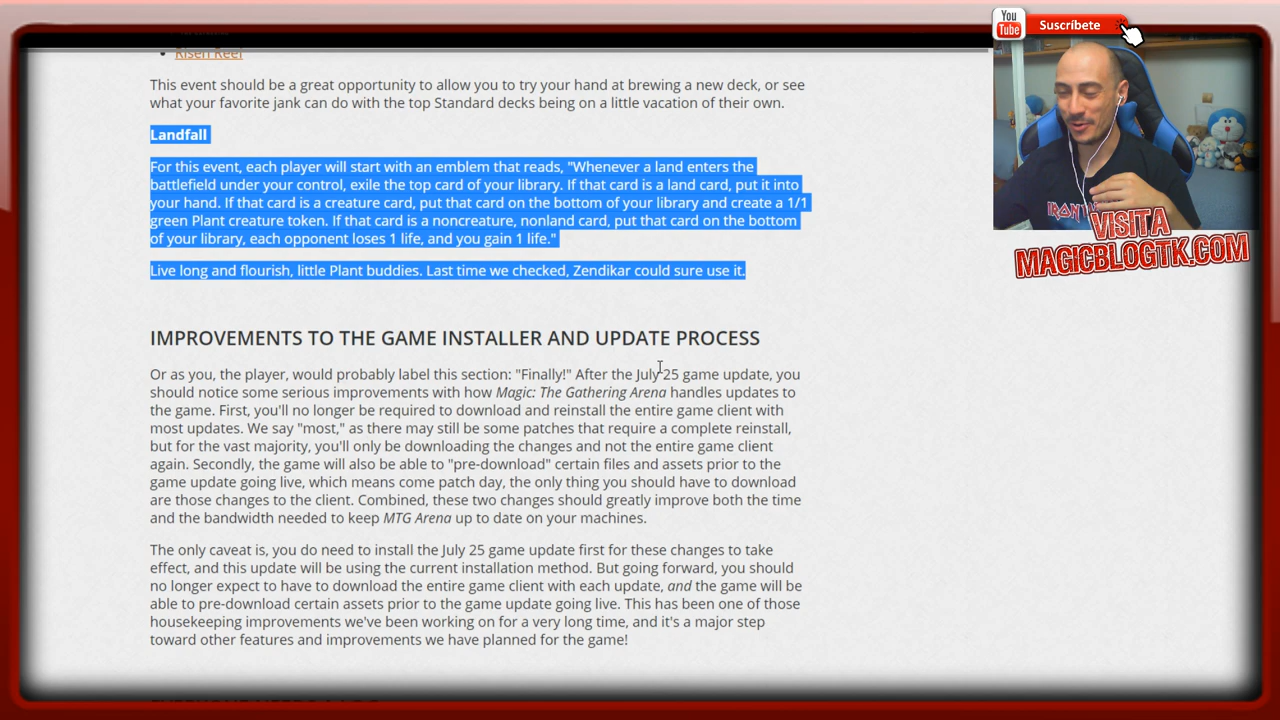 You
Tube
Suscríbete
Risen Reef
This event should be a great opportunity to allow you to try your hand at brewing a new deck, or see
what your favorite jank can do with the top Standard decks being on a little vacation of their own.
Landfall
For this event, each player will start with an emblem that reads, "Whenever a land enters the
battlefield under your control, exile the top card of your library. If that card is a land card, put it into
your hand. If that card is a creature card, put that card on the bottom of your library and create a 1/1
green Plant creature token. If that card is a noncreature, nonland card, put that card on the bottom
of your library, each opponent loses 1 life, and you gain 1 life."
Live long and flourish, little Plant buddies. Last time we checked, Zendikar could sure use it.
IRON
VISITA
MAGICBLOGTK.COM
IMPROVEMENTS TO THE GAME INSTALLER AND UPDATE PROCESS
Or as you, the player, would probably label this section: "Finally!" After the July 25 game update, you
should notice some serious improvements with how Magic: The Gathering Arena handles updates to
the game. First, you'll no longer be required to download and reinstall the entire game client with
most updates. We say "most," as there may still be some patches that require a complete reinstall,
but for the vast majority, you'll only be downloading the changes and not the entire game client
again. Secondly, the game will also be able to "pre-download" certain files and assets prior to the
game update going live, which means come patch day, the only thing you should have to download
are those changes to the client. Combined, these two changes should greatly improve both the time
and the bandwidth needed to keep MTG Arena up to date on your machines.
The only caveat is, you do need to install the July 25 game update first for these changes to take
effect, and this update will be using the current installation method. But going forward, you should
no longer expect to have to download the entire game client with each update, and the game will be
able to pre-download certain assets prior to the game update going live. This has been one of those
housekeeping improvements we've been working on for a very long time, and it's a major step
toward other features and improvements we have planned for the game!